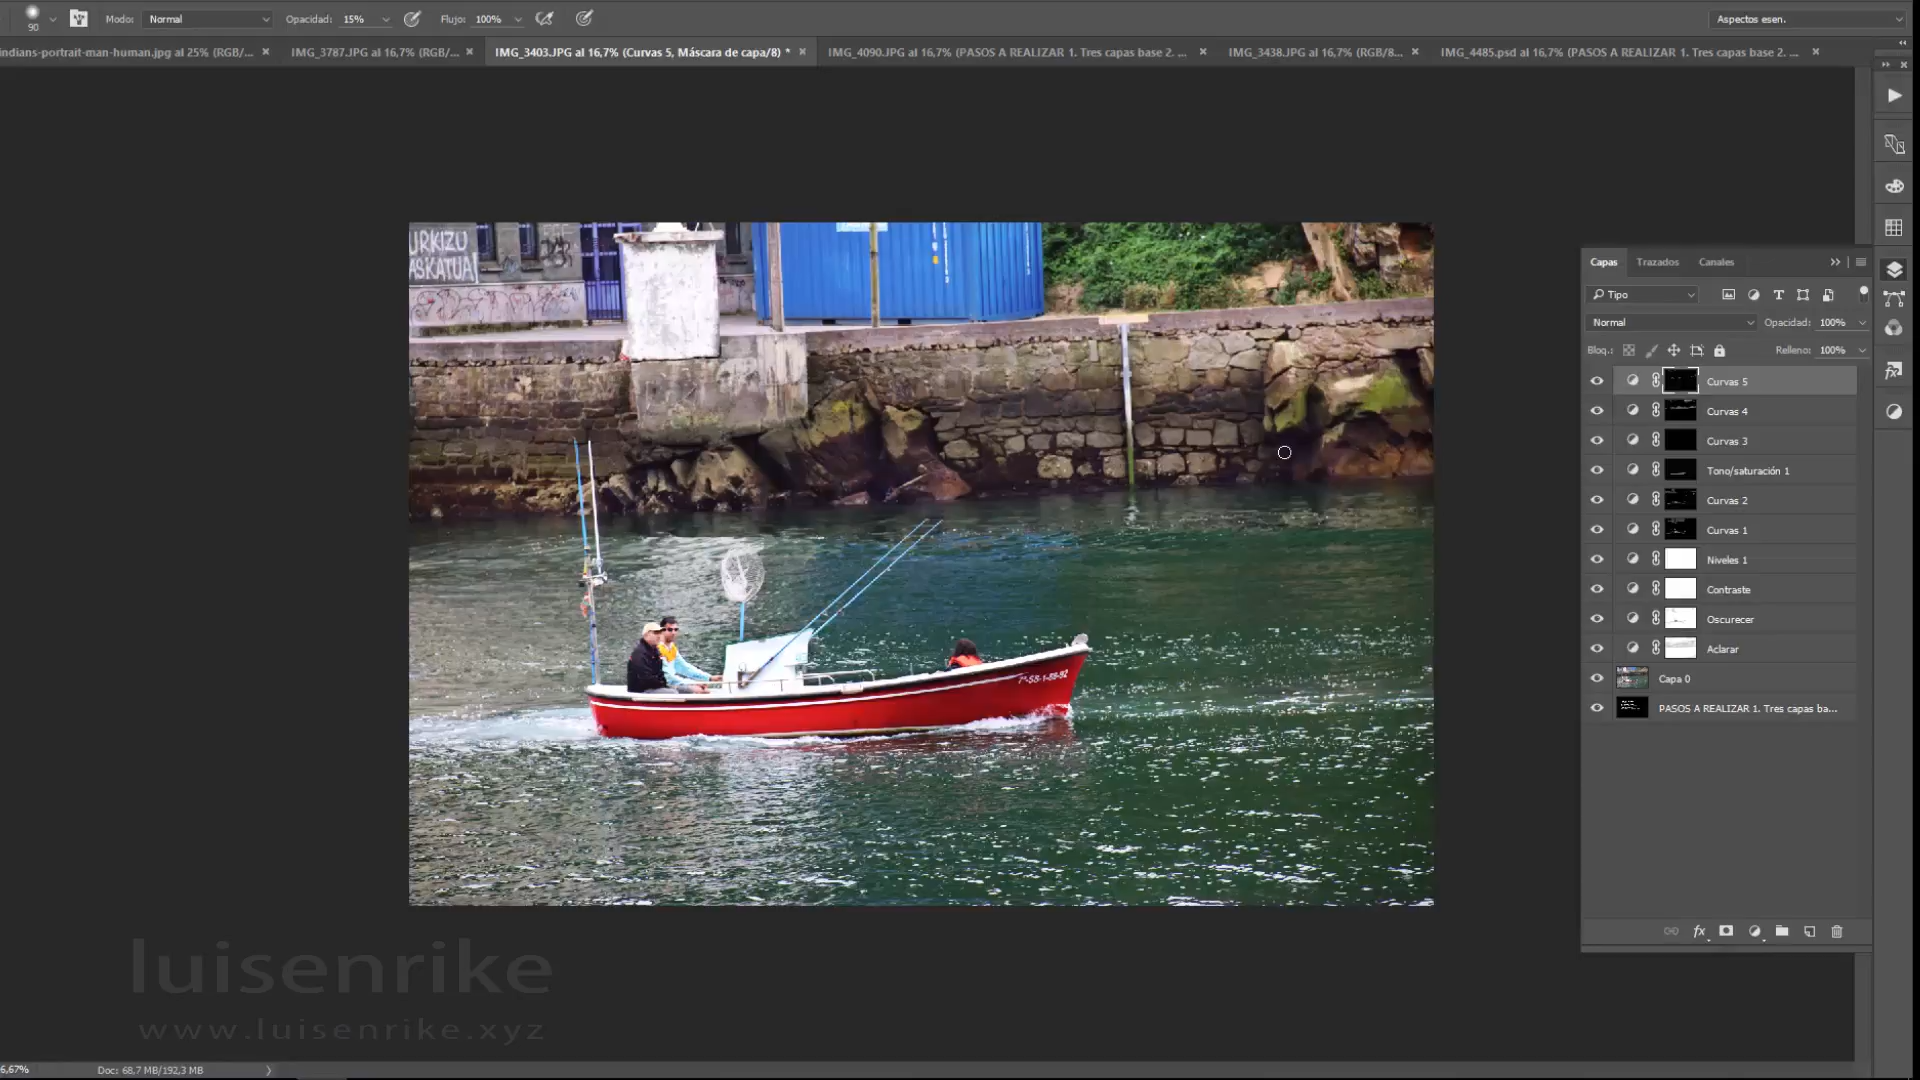 90 Modo: Normal Opacidad: 15% Flujo: 100% Aspectos esen.
indians-portrait-man-human.jpg al 25% (RGB/... × IMG_3787.JPG al 16,7% (RGB/... × IMG_3403.JPG al 16,7% (Curvas 5, Máscara de capa/8) * × IMG_4090.JPG al 16,7% (PASOS A REALIZAR 1. Tres capas base 2. ... × IMG_3438.JPG al 16,7% (RGB/8... × IMG_4485.psd al 16,7% (PASOS A REALIZAR 1. Tres capas base 2. ... ×
URKIZU
ASKATUA!
Capas Trazados Canales
Tipo
Normal Opacidad: 100%
Bloq.: Relleno: 100%
Curvas 5
Curvas 4
Curvas 3
Tono/saturación 1
Curvas 2
Curvas 1
Niveles 1
Contraste
Oscurecer
Aclarar
Capa 0
PASOS A REALIZAR 1. Tres capas ba...
luisenrike
www.luisenrike.xyz
6,67% Doc: 68,7 MB/192,3 MB